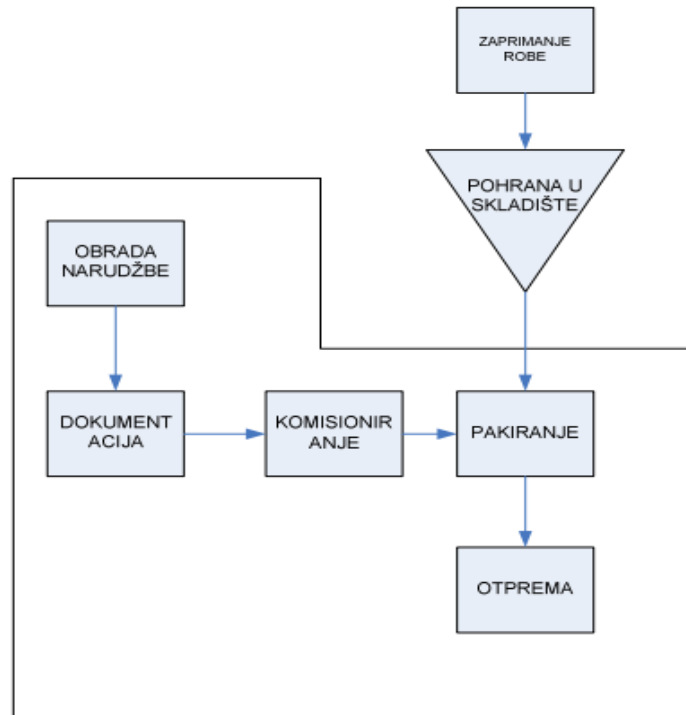 ZAPRIMANJE
ROBE
POHRANA U
SKLADIŠTE
OBRADA
NARUDŽBE
DOKUMENT
ACIJA
KOMISIONIR
ANJE
PAKIRANJE
OTPREMA